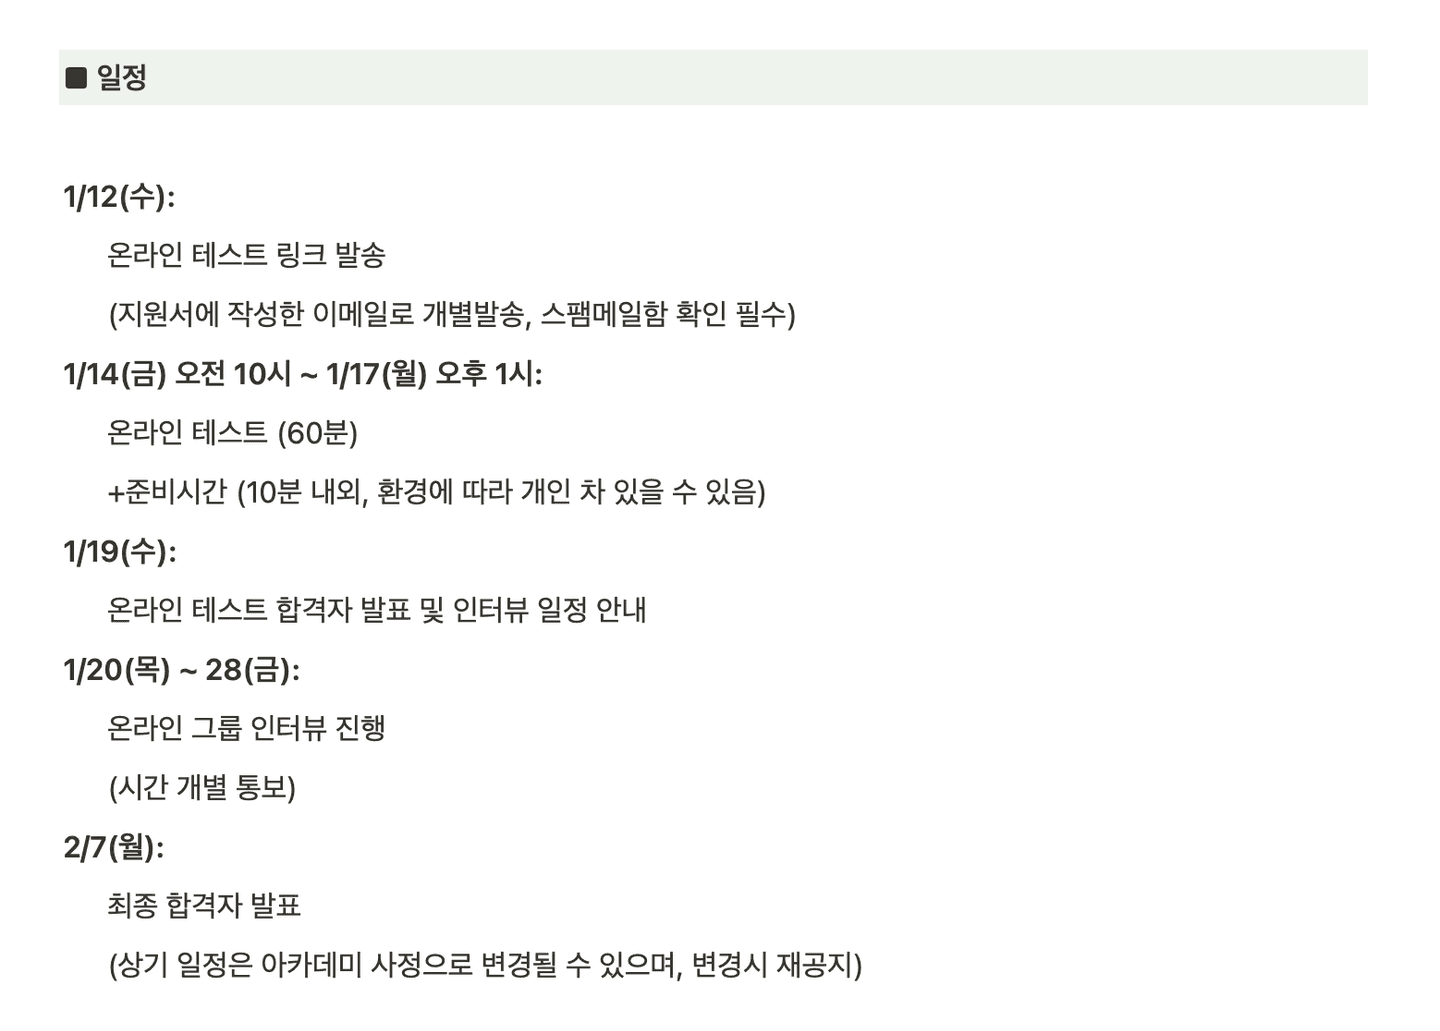 ■ 일정
1/12(수):
온라인 테스트 링크 발송
(지원서에 작성한 이메일로 개별발송, 스팸메일함 확인 필수)
1/14(금) 오전 10시 ~ 1/17(월) 오후 1시:
온라인 테스트 (60분)
+준비시간 (10분 내외, 환경에 따라 개인 차 있을 수 있음)
1/19(수):
온라인 테스트 합격자 발표 및 인터뷰 일정 안내
1/20(목) ~ 28(금):
온라인 그룹 인터뷰 진행
(시간 개별 통보)
2/7(월):
최종 합격자 발표
(상기 일정은 아카데미 사정으로 변경될 수 있으며, 변경시 재공지)